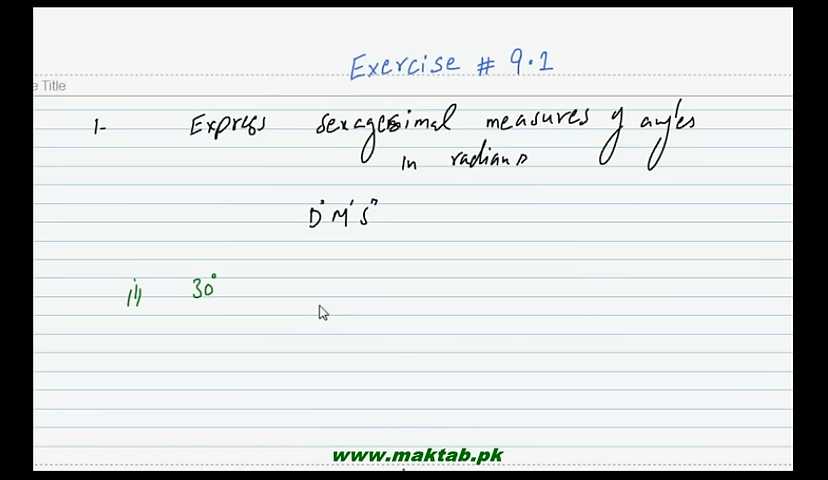 Exercise # 9.1
e Title
1- Express sexagesimal measures of angles
in radians
D° M' S"
i) 30°
www.maktab.pk